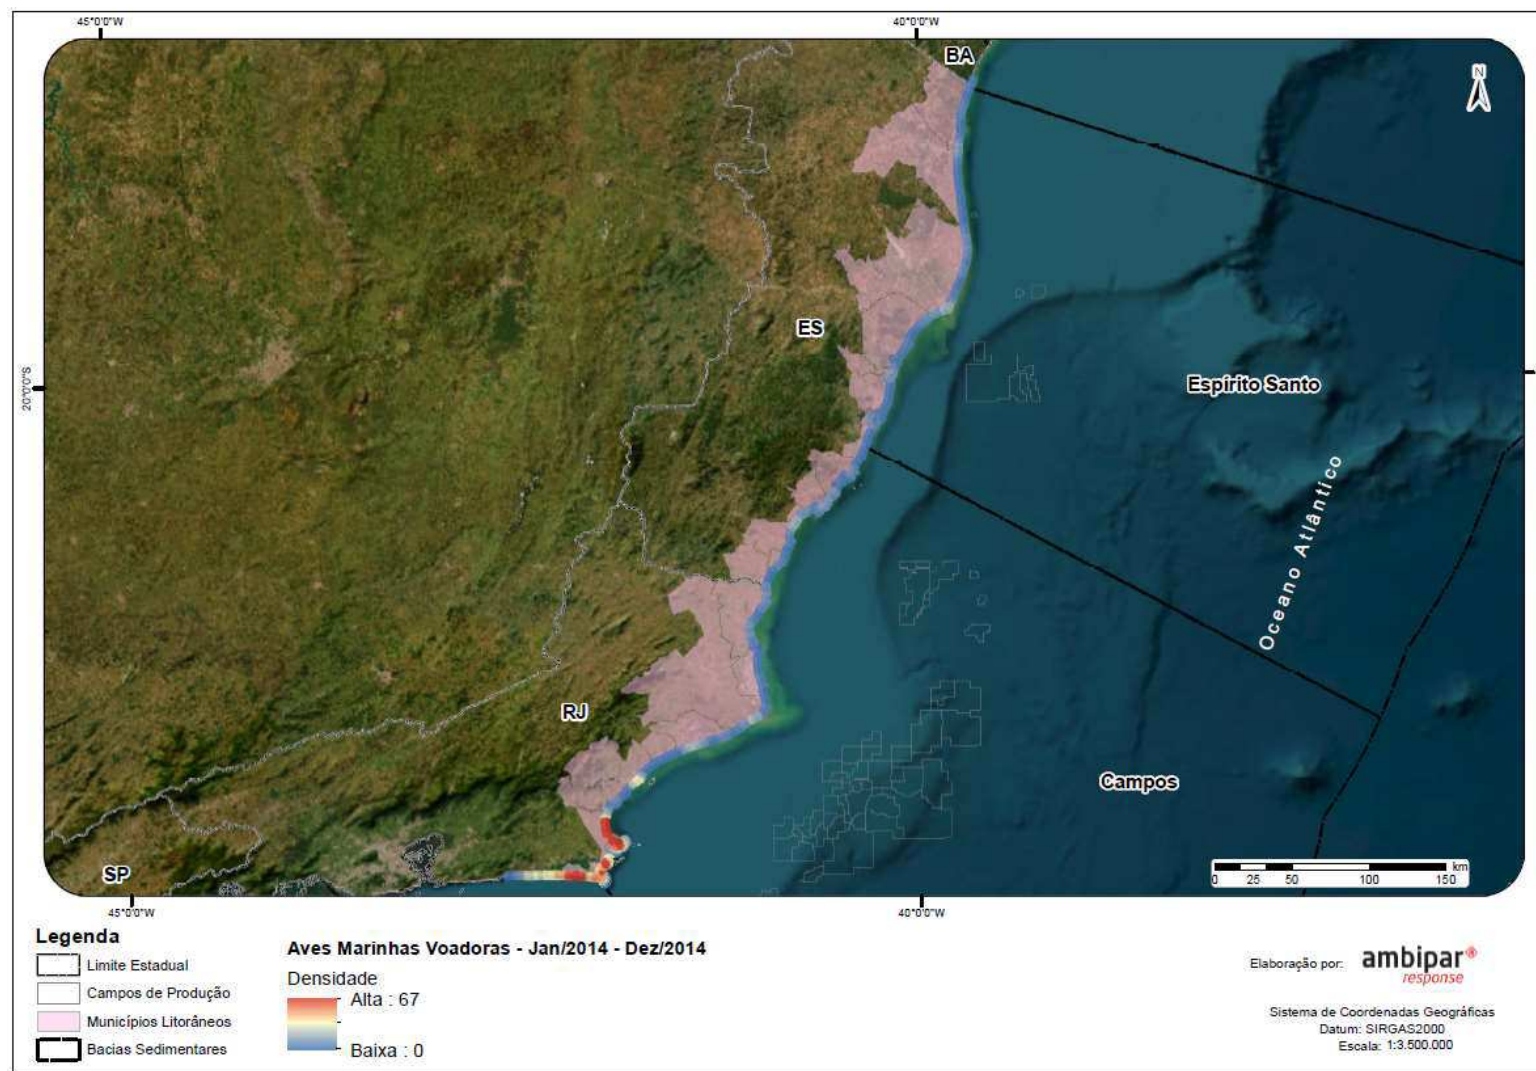 45°0'0"W
40°0'0"W
BA
N
ES
20°0'0"S
Espírito Santo
Oceano Atlântico
RJ
Campos
SP
km
0 25 50 100 150
45°0'0"W
40°0'0"W
Legenda
Limite Estadual
Campos de Produção
Municípios Litorâneos
Bacias Sedimentares
Aves Marinhas Voadoras - Jan/2014 - Dez/2014
Densidade
Alta : 67
Baixa : 0
Elaboração por:
ambipar®
response
Sistema de Coordenadas Geográficas
Datum: SIRGAS2000
Escala: 1:3.500.000